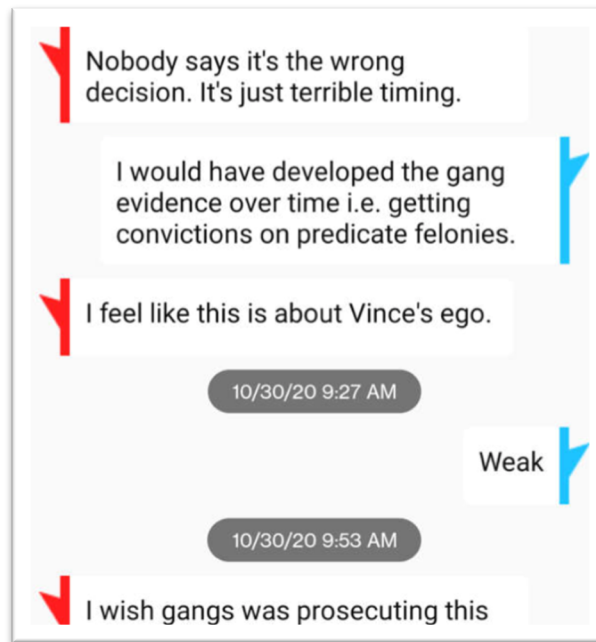 Nobody says it's the wrong
decision. It's just terrible timing.
I would have developed the gang
evidence over time i.e. getting
convictions on predicate felonies.
I feel like this is about Vince's ego.
10/30/20 9:27 AM
Weak
10/30/20 9:53 AM
I wish gangs was prosecuting this